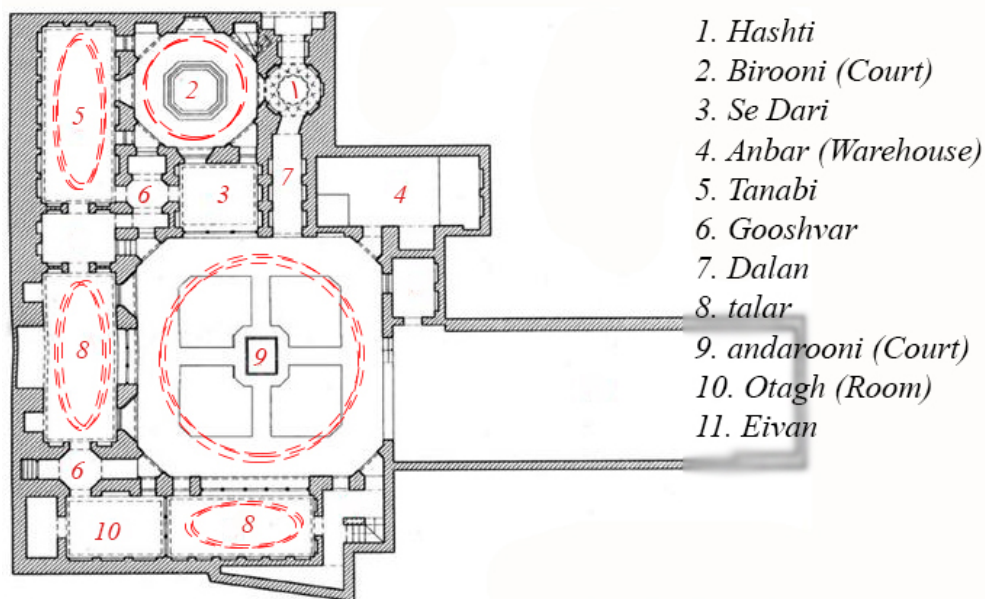 1. Hashti
2. Birooni (Court)
3. Se Dari
4. Anbar (Warehouse)
5. Tanabi
6. Gooshvar
7. Dalan
8. talar
9. andarooni (Court)
10. Otagh (Room)
11. Eivan
5
2
1
6
3
7
4
8
9
6
10
8